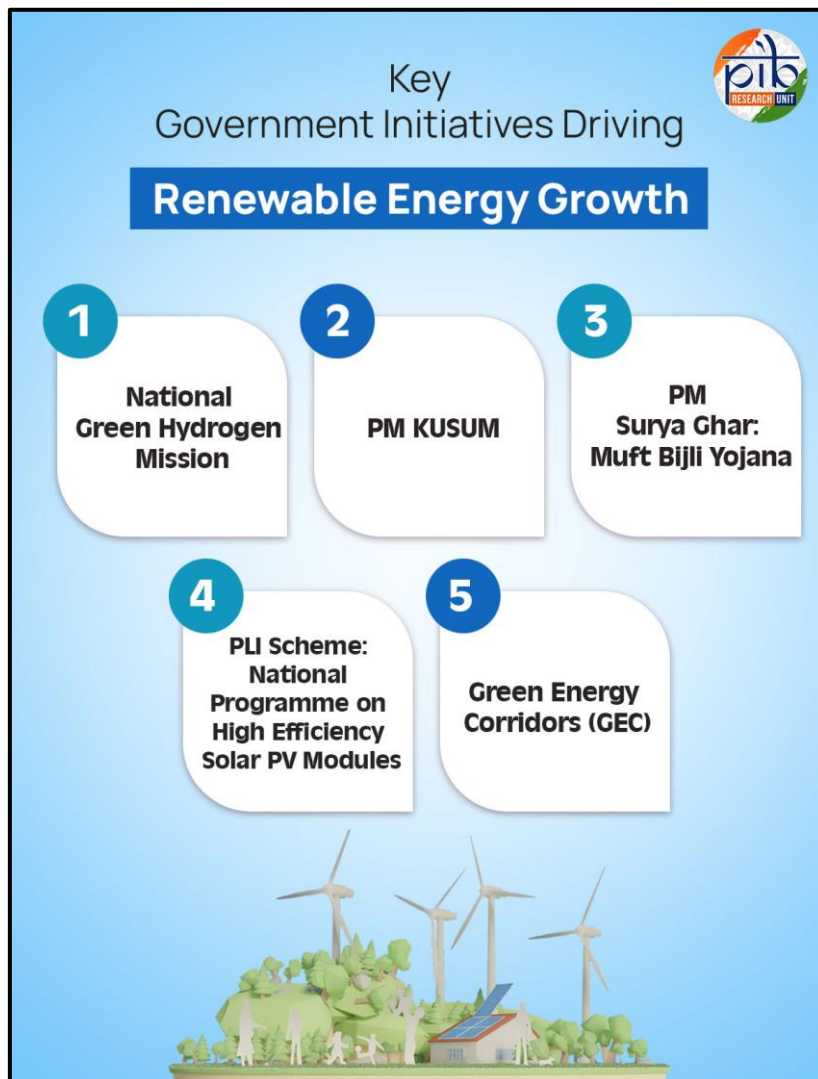 Key
Government Initiatives Driving
Renewable Energy Growth
pib
RESEARCH UNIT
1
National
Green Hydrogen
Mission
2
PM KUSUM
3
PM
Surya Ghar:
Muft Bijli Yojana
4
PLI Scheme:
National
Programme on
High Efficiency
Solar PV Modules
5
Green Energy
Corridors (GEC)